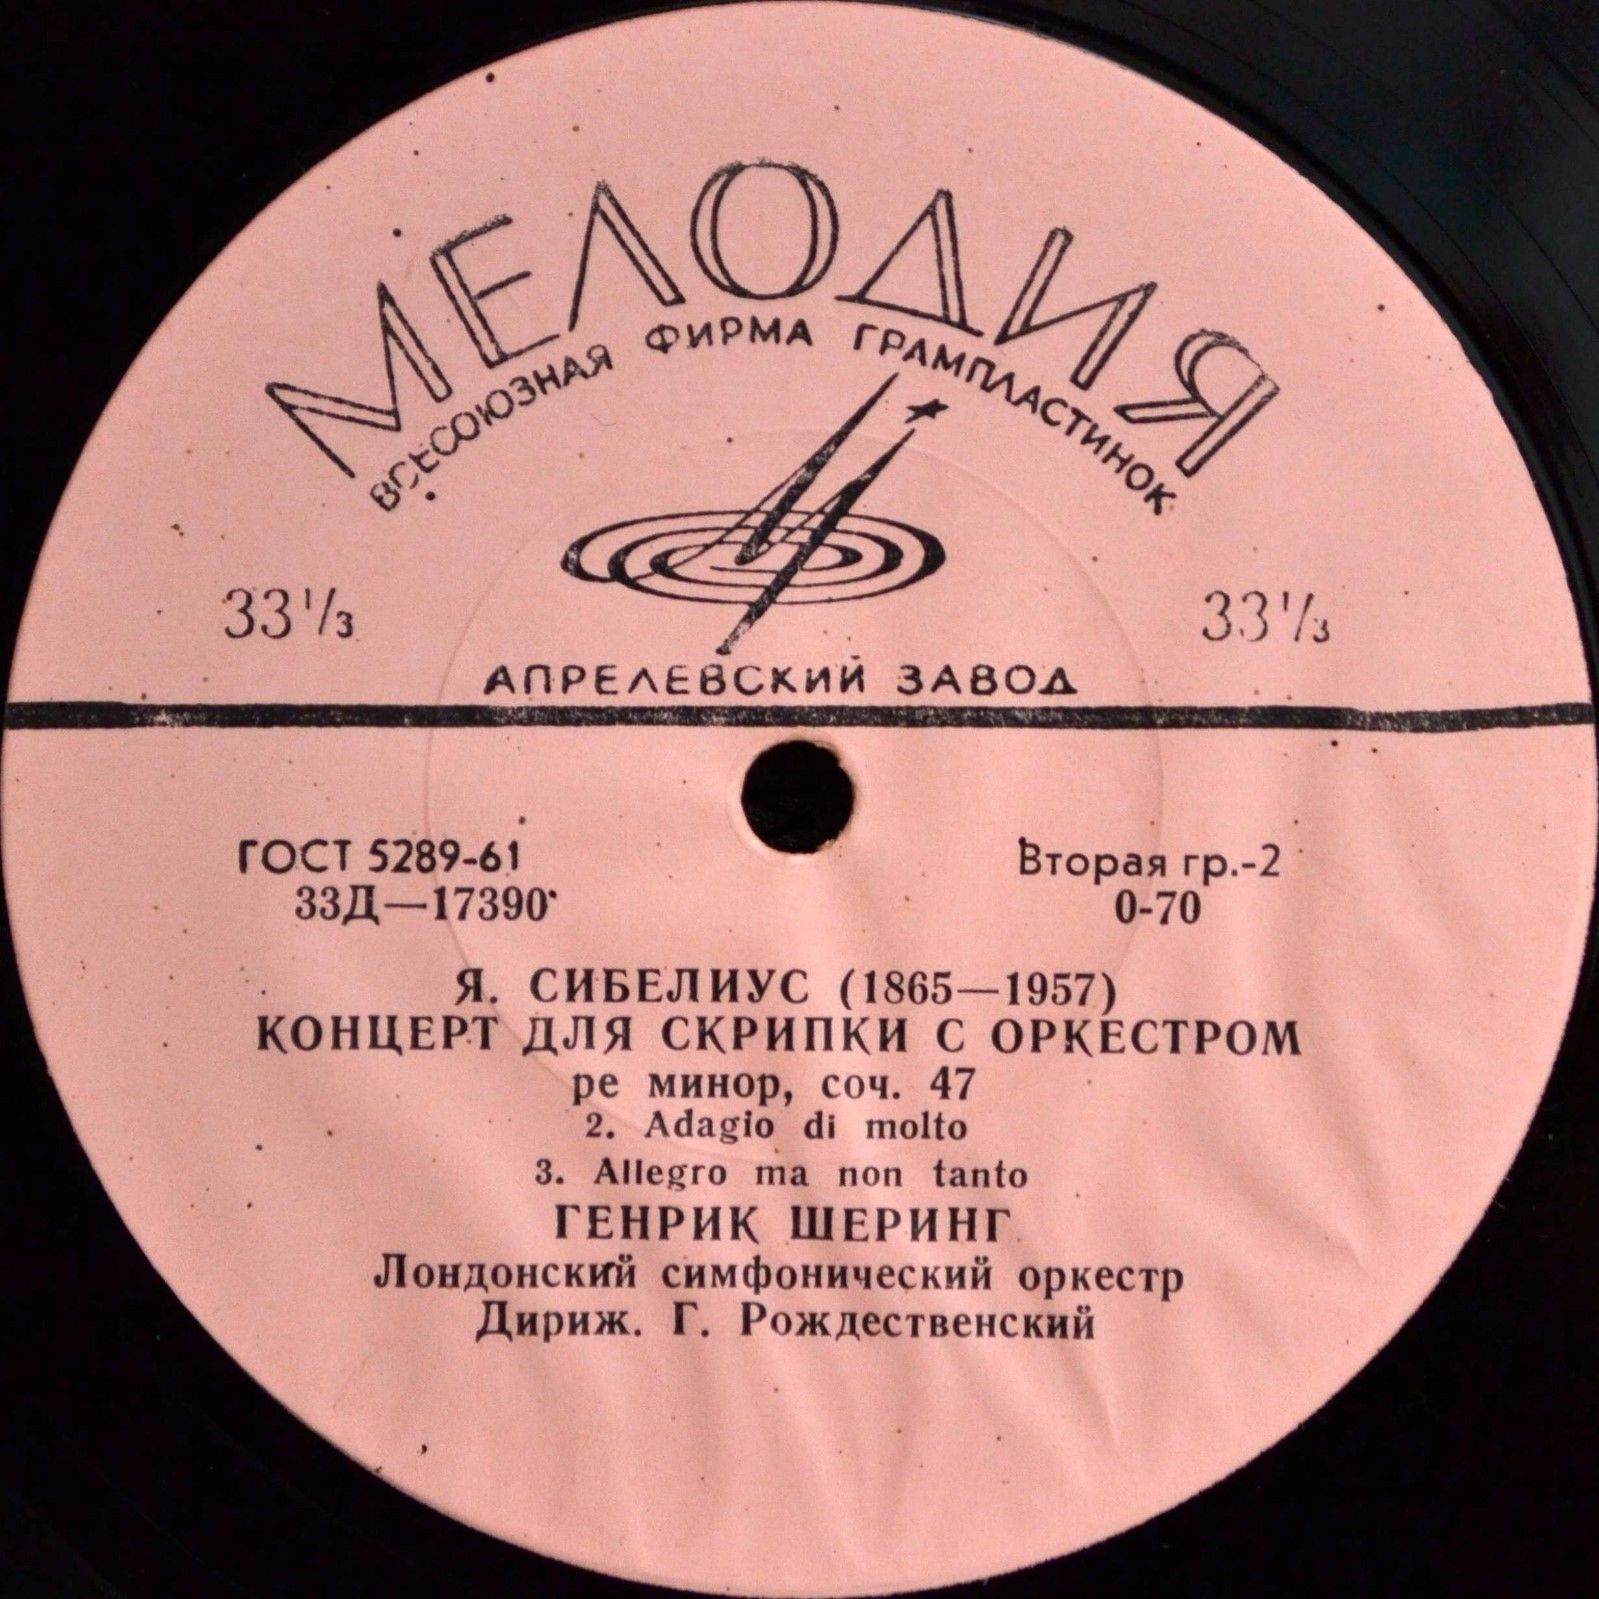 МЕЛОДИЯ
ВСЕСОЮЗНАЯ ФИРМА ГРАМПЛАСТИНОК
33⅓ 33⅓
АПРЕЛЕВСКИЙ ЗАВОД
ГОСТ 5289-61 Вторая гр.-2
33Д—17390 0-70
Я. СИБЕЛИУС (1865—1957)
КОНЦЕРТ ДЛЯ СКРИПКИ С ОРКЕСТРОМ
ре минор, соч. 47
2. Adagio di molto
3. Allegro ma non tanto
ГЕНРИК ШЕРИНГ
Лондонский симфонический оркестр
Дириж. Г. Рождественский